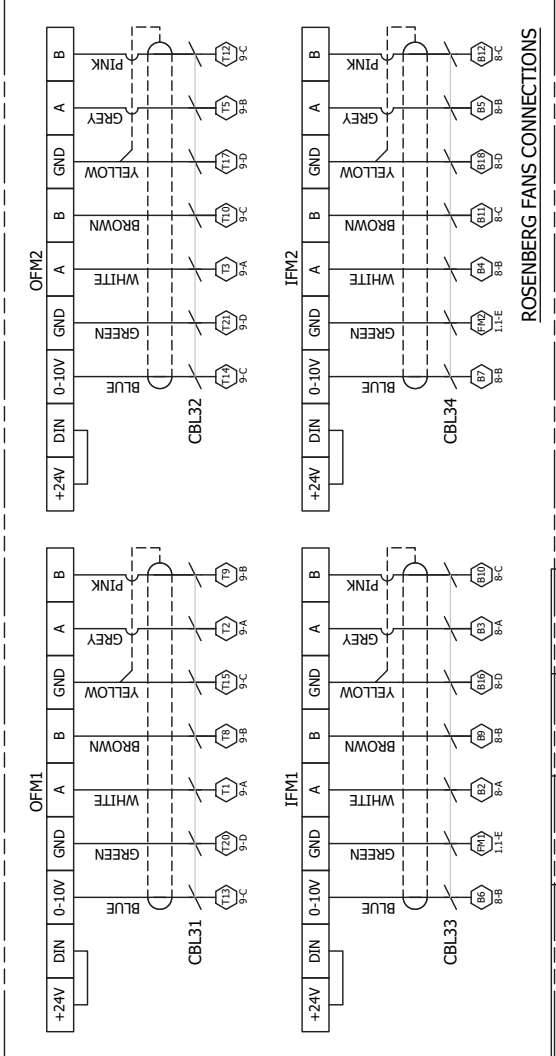 OFM1
+24V DIN 0-10V GND A B GND A B
BLUE GREEN WHITE BROWN YELLOW GREY PINK
CBL31
T13 T20 T1 T8 T15 T2 T9
9-C 9-D 9-A 9-B 9-C 9-A 9-B
OFM2
+24V DIN 0-10V GND A B GND A B
BLUE GREEN WHITE BROWN YELLOW GREY PINK
CBL32
T14 T21 T3 T10 T17 T5 T12
9-C 9-D 9-A 9-C 9-D 9-B 9-C
IFM1
+24V DIN 0-10V GND A B GND A B
BLUE GREEN WHITE BROWN YELLOW GREY PINK
CBL33
B6 FM1 B2 B9 B16 B3 B10
8-B 1.1-E 8-A 8-B 8-D 8-A 8-C
IFM2
+24V DIN 0-10V GND A B GND A B
BLUE GREEN WHITE BROWN YELLOW GREY PINK
CBL34
B7 FM2 B4 B11 B18 B5 B12
8-B 1.1-E 8-B 8-C 8-D 8-B 8-C
ROSENBERG FANS CONNECTIONS